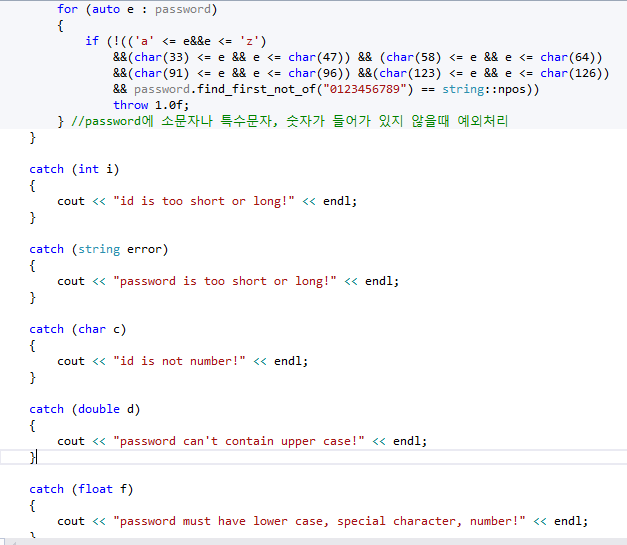 for (auto e : password)
{
if (!(('a' <= e&&e <= 'z')
&&(char(33) <= e && e <= char(47)) && (char(58) <= e && e <= char(64))
&&(char(91) <= e && e <= char(96)) &&(char(123) <= e && e <= char(126))
&& password.find_first_not_of("0123456789") == string::npos))
throw 1.0f;
} //password에 소문자나 특수문자, 숫자가 들어가 있지 않을때 예외처리
}
catch (int i)
{
cout << "id is too short or long!" << endl;
}
catch (string error)
{
cout << "password is too short or long!" << endl;
}
catch (char c)
{
cout << "id is not number!" << endl;
}
catch (double d)
{
cout << "password can't contain upper case!" << endl;
}
catch (float f)
{
cout << "password must have lower case, special character, number!" << endl;
}